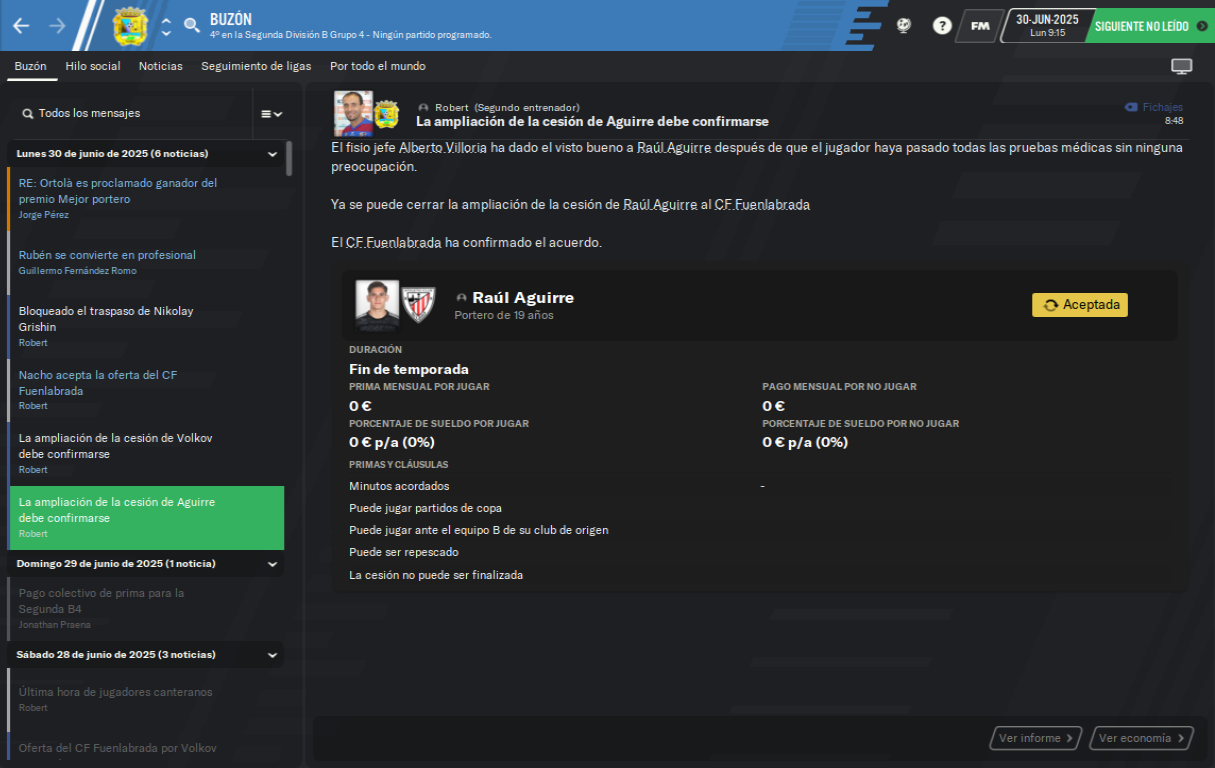 BUZÓN
4º en la Segunda División B Grupo 4 - Ningún partido programado.
?
FM
30-JUN-2025
Lun 9:15
SIGUIENTE NO LEÍDO
Buzón
Hilo social
Noticias
Seguimiento de ligas
Por todo el mundo
Todos los mensajes
Lunes 30 de junio de 2025 (6 noticias)
RE: Ortolà es proclamado ganador del
premio Mejor portero
Jorge Pérez
Rubén se convierte en profesional
Guillermo Fernández Romo
Bloqueado el traspaso de Nikolay
Grishin
Robert
Nacho acepta la oferta del CF
Fuenlabrada
Robert
La ampliación de la cesión de Volkov
debe confirmarse
Robert
La ampliación de la cesión de Aguirre
debe confirmarse
Robert
Domingo 29 de junio de 2025 (1 noticia)
Pago colectivo de prima para la
Segunda B4
Jonathan Praena
Sábado 28 de junio de 2025 (3 noticias)
Última hora de jugadores canteranos
Robert
Oferta del CF Fuenlabrada por Volkov
Robert (Segundo entrenador)
La ampliación de la cesión de Aguirre debe confirmarse
Fichajes
8:48
El fisio jefe Alberto Villoria ha dado el visto bueno a Raúl Aguirre después de que el jugador haya pasado todas las pruebas médicas sin ninguna
preocupación.
Ya se puede cerrar la ampliación de la cesión de Raúl Aguirre al CF Fuenlabrada
El CF Fuenlabrada ha confirmado el acuerdo.
Raúl Aguirre
Portero de 19 años
Aceptada
DURACIÓN
Fin de temporada
PRIMA MENSUAL POR JUGAR
PAGO MENSUAL POR NO JUGAR
0 €
0 €
PORCENTAJE DE SUELDO POR JUGAR
PORCENTAJE DE SUELDO POR NO JUGAR
0 € p/a (0%)
0 € p/a (0%)
PRIMAS Y CLÁUSULAS
Minutos acordados
-
Puede jugar partidos de copa
Puede jugar ante el equipo B de su club de origen
Puede ser repescado
La cesión no puede ser finalizada
Ver informe
Ver economía